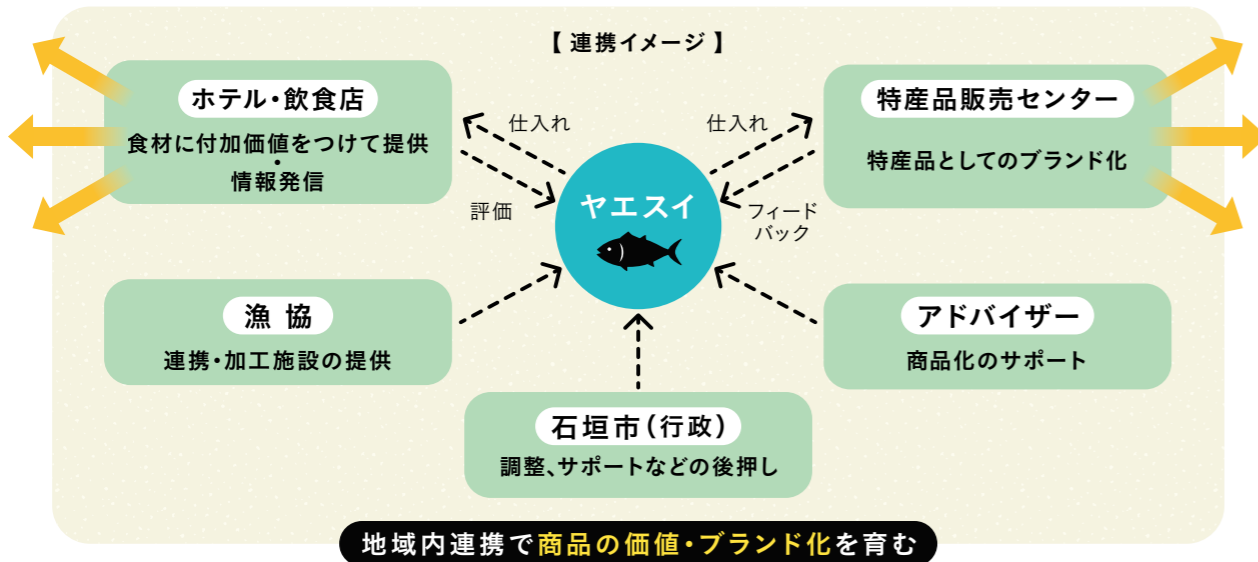 【 連携イメージ 】
ホテル・飲食店
食材に付加価値をつけて提供
・
情報発信
仕入れ
評価
ヤエスイ
仕入れ
フィード
バック
特産品販売センター
特産品としてのブランド化
漁 協
連携・加工施設の提供
アドバイザー
商品化のサポート
石垣市(行政)
調整、サポートなどの後押し
地域内連携で商品の価値・ブランド化を育む